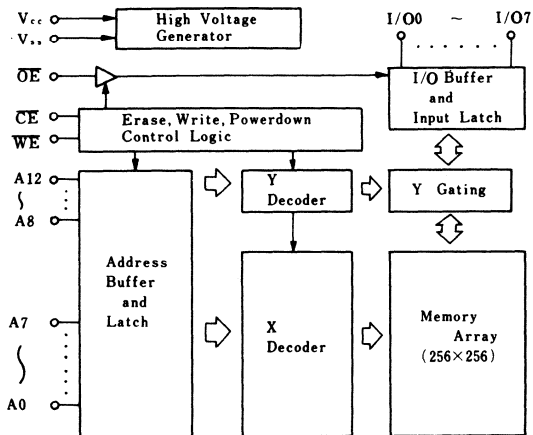 Vcc
High Voltage
Generator
Vss
I/O0 ~ I/O7
OE
I/O Buffer
and
Input Latch
CE
Erase, Write, Powerdown
Control Logic
WE
A12
A8
Y
Decoder
Y Gating
Address
Buffer
and
Latch
A7
A0
X
Decoder
Memory
Array
(256×256)